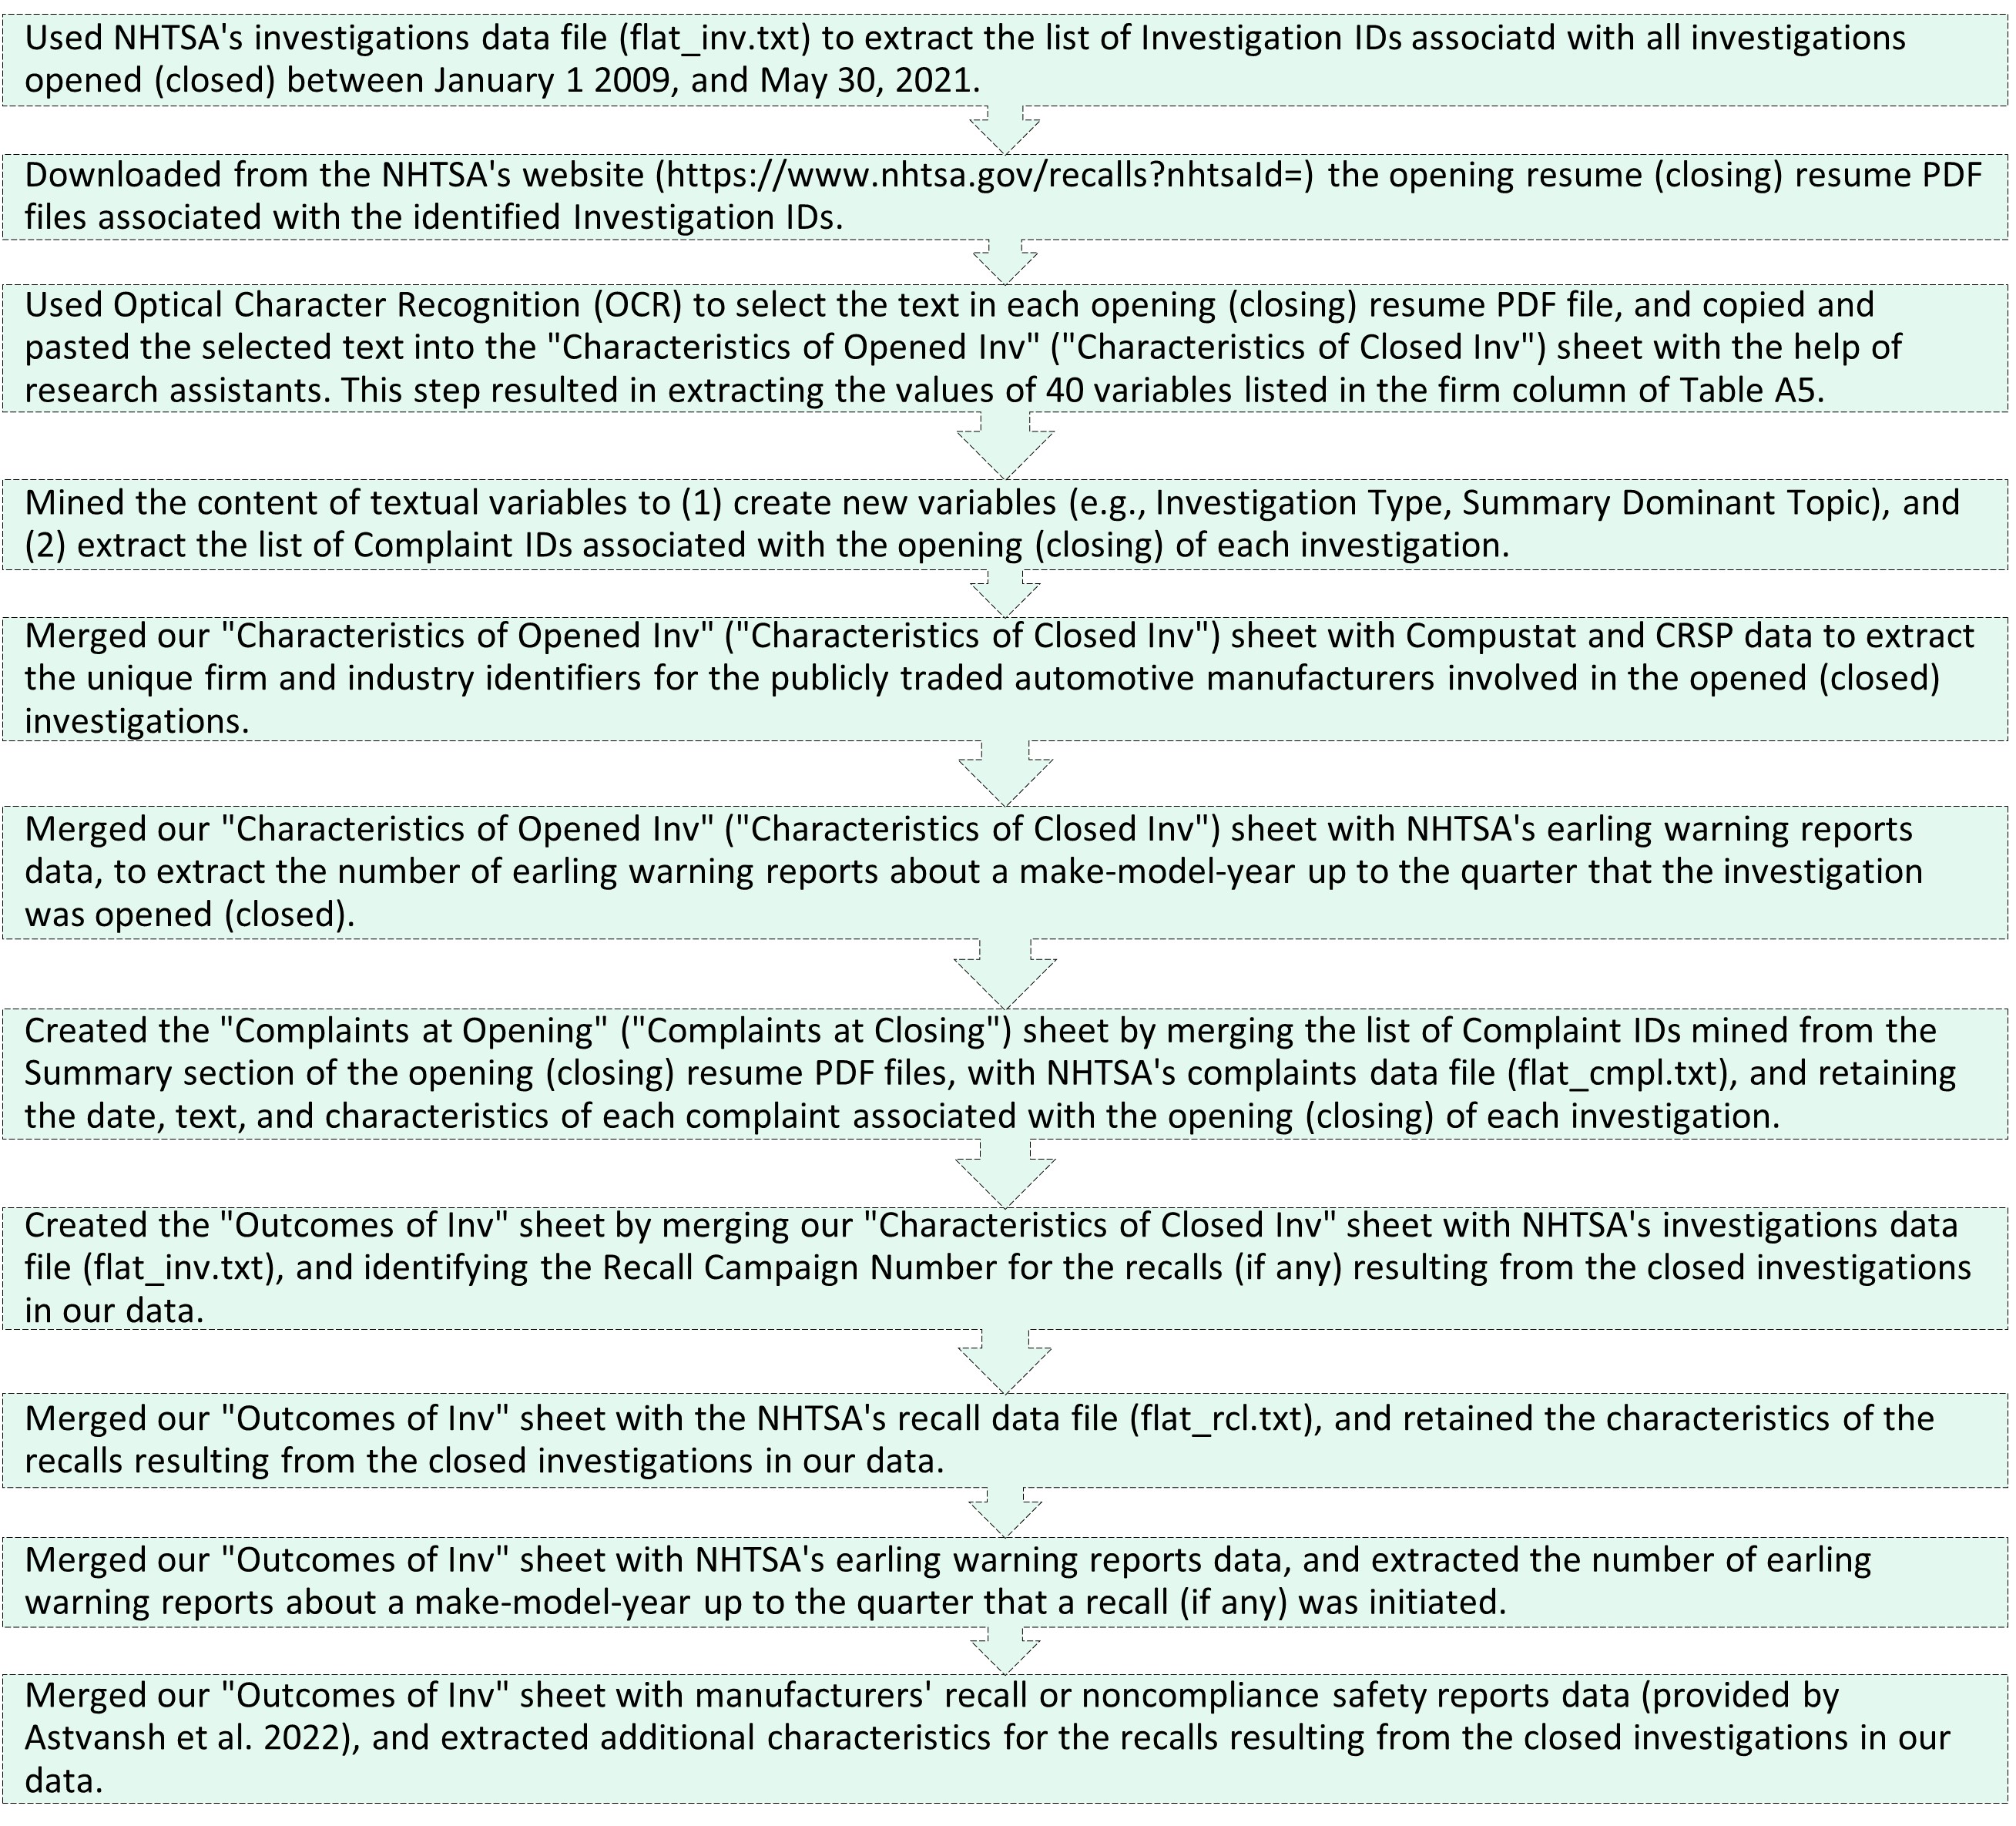 Used NHTSA's investigations data file (flat_inv.txt) to extract the list of Investigation IDs associatd with all investigations
opened (closed) between January 1 2009, and May 30, 2021.
Downloaded from the NHTSA's website (https://www.nhtsa.gov/recalls?nhtsaId=) the opening resume (closing) resume PDF
files associated with the identified Investigation IDs.
Used Optical Character Recognition (OCR) to select the text in each opening (closing) resume PDF file, and copied and
pasted the selected text into the "Characteristics of Opened Inv" ("Characteristics of Closed Inv") sheet with the help of
research assistants. This step resulted in extracting the values of 40 variables listed in the firm column of Table A5.
Mined the content of textual variables to (1) create new variables (e.g., Investigation Type, Summary Dominant Topic), and
(2) extract the list of Complaint IDs associated with the opening (closing) of each investigation.
Merged our "Characteristics of Opened Inv" ("Characteristics of Closed Inv") sheet with Compustat and CRSP data to extract
the unique firm and industry identifiers for the publicly traded automotive manufacturers involved in the opened (closed)
investigations.
Merged our "Characteristics of Opened Inv" ("Characteristics of Closed Inv") sheet with NHTSA's earling warning reports
data, to extract the number of earling warning reports about a make-model-year up to the quarter that the investigation
was opened (closed).
Created the "Complaints at Opening" ("Complaints at Closing") sheet by merging the list of Complaint IDs mined from the
Summary section of the opening (closing) resume PDF files, with NHTSA's complaints data file (flat_cmpl.txt), and retaining
the date, text, and characteristics of each complaint associated with the opening (closing) of each investigation.
Created the "Outcomes of Inv" sheet by merging our "Characteristics of Closed Inv" sheet with NHTSA's investigations data
file (flat_inv.txt), and identifying the Recall Campaign Number for the recalls (if any) resulting from the closed investigations
in our data.
Merged our "Outcomes of Inv" sheet with the NHTSA's recall data file (flat_rcl.txt), and retained the characteristics of the
recalls resulting from the closed investigations in our data.
Merged our "Outcomes of Inv" sheet with NHTSA's earling warning reports data, and extracted the number of earling
warning reports about a make-model-year up to the quarter that a recall (if any) was initiated.
Merged our "Outcomes of Inv" sheet with manufacturers' recall or noncompliance safety reports data (provided by
Astvansh et al. 2022), and extracted additional characteristics for the recalls resulting from the closed investigations in our
data.